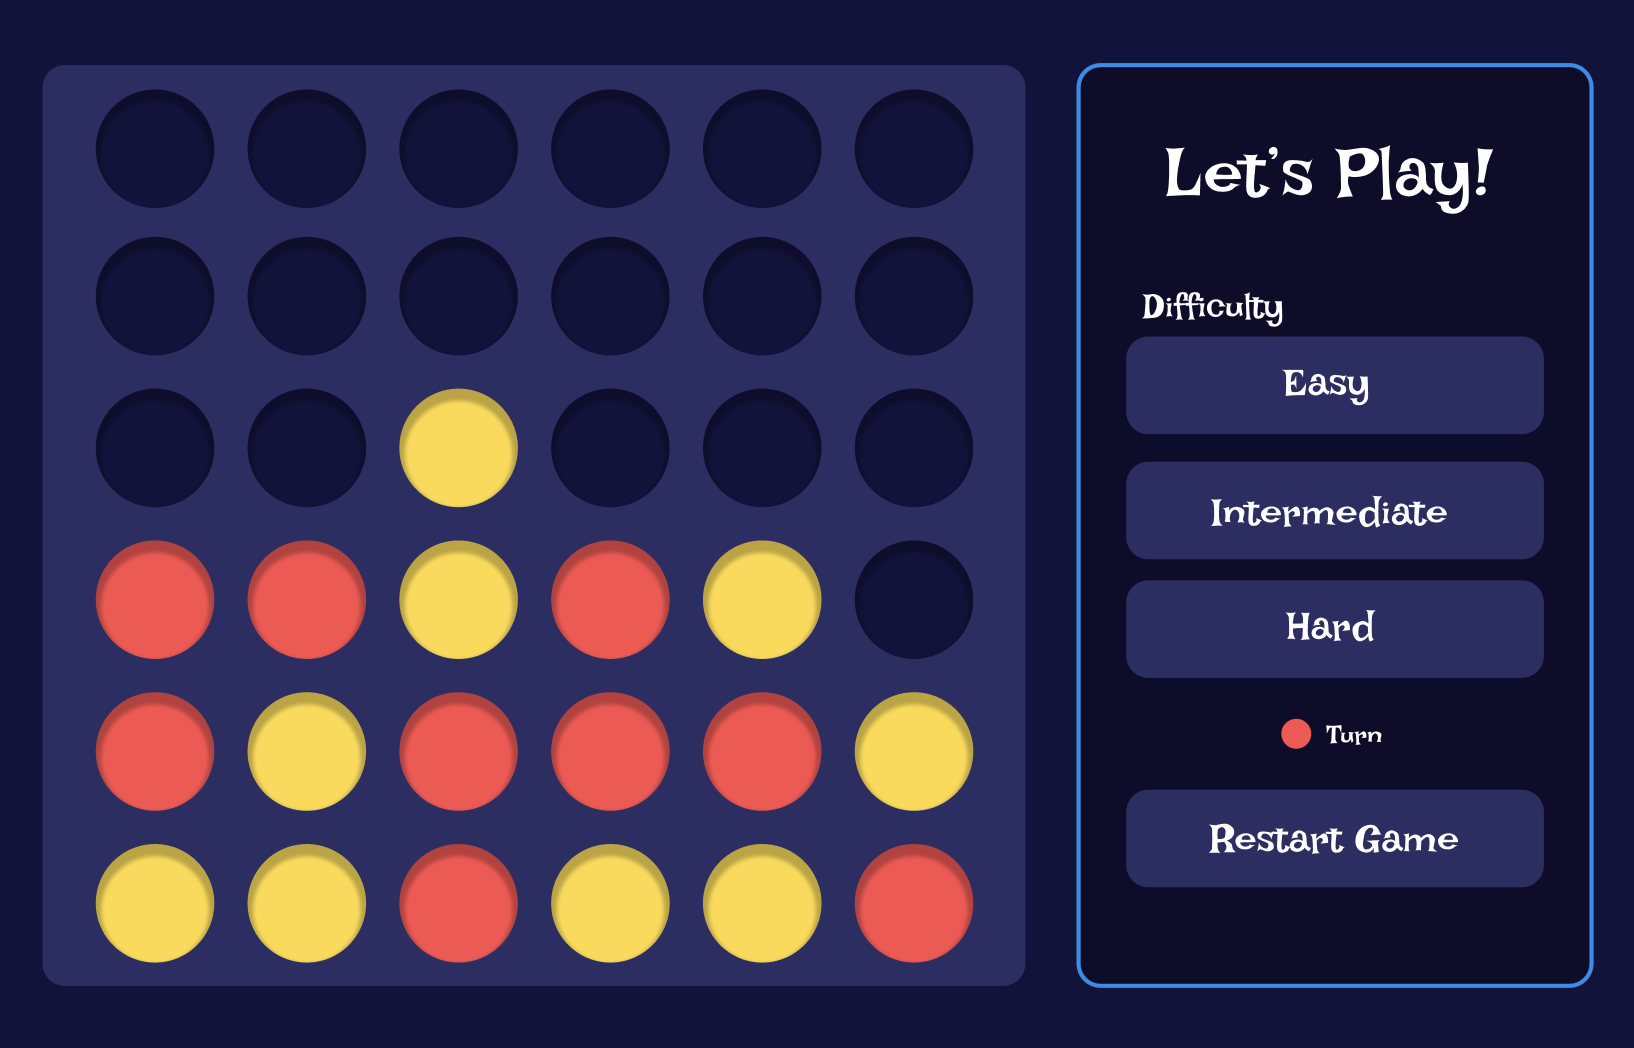 Let's Play!
Difficulty
Easy
Intermediate
Hard
Turn
Restart Game